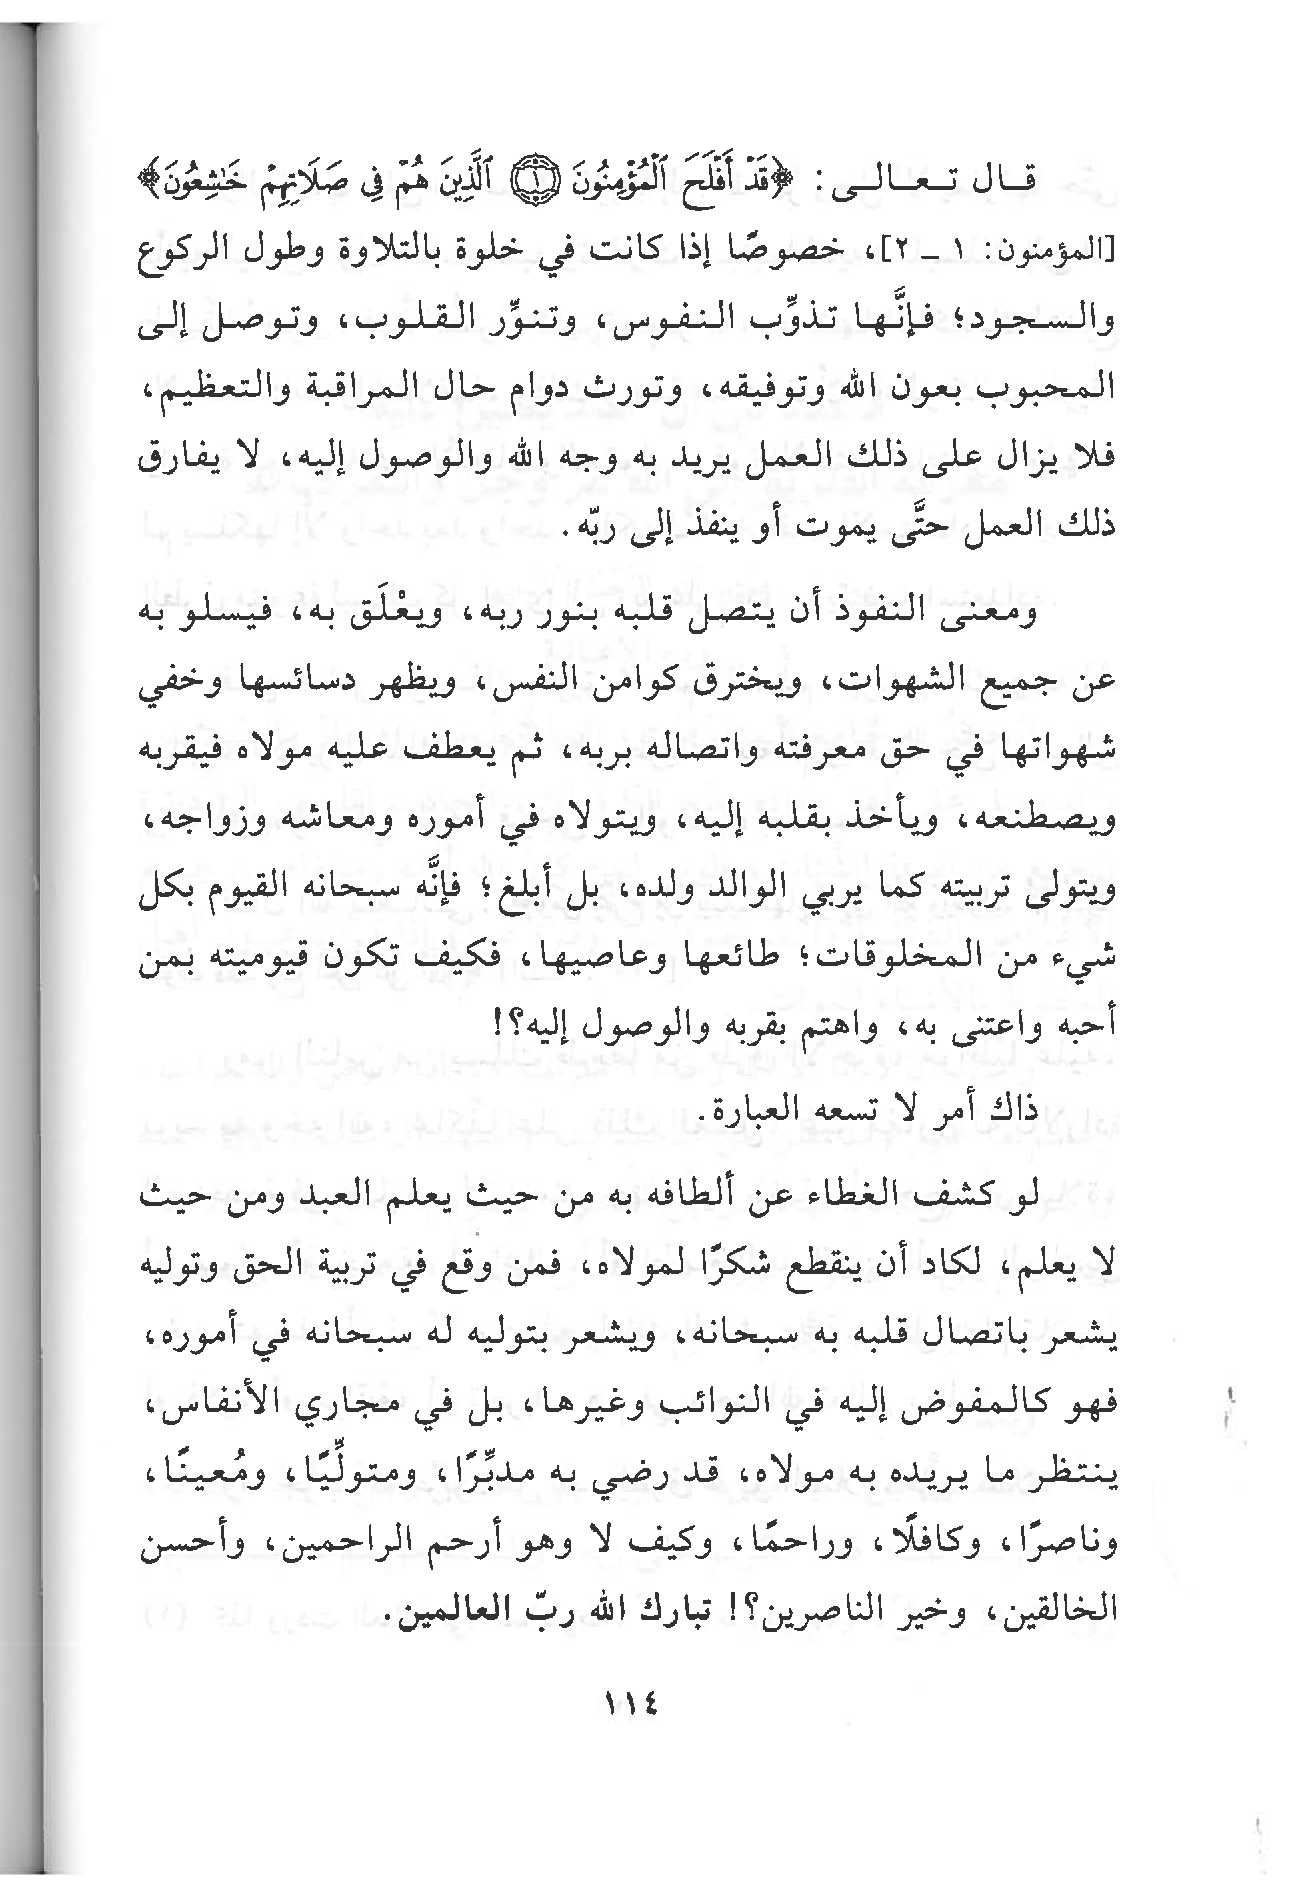 قال تعالى: ﴿قَدْ أَفْلَحَ ٱلْمُؤْمِنُونَ ۝١ ٱلَّذِينَ هُمْ فِي صَلَاتِهِمْ خَٰشِعُونَ﴾
[المؤمنون: ١ - ٢]، خصوصًا إذا كانت في خلوة بالتلاوة وطول الركوع
والسجود؛ فإنَّها تذوِّب النفوس، وتنوِّر القلوب، وتوصل إلى
المحبوب بعون الله وتوفيقه، وتورث دوام حال المراقبة والتعظيم،
فلا يزال على ذلك العمل يريد به وجه الله والوصول إليه، لا يفارق
ذلك العمل حتَّى يموت أو ينفذ إلى ربّه.
ومعنى النفوذ أن يتصل قلبه بنور ربه، ويعْلَق به، فيسلو به
عن جميع الشهوات، ويخترق كوامن النفس، ويظهر دسائسها وخفي
شهواتها في حق معرفته واتصاله بربه، ثم يعطف عليه مولاه فيقربه
ويصطنعه، ويأخذ بقلبه إليه، ويتولاه في أموره ومعاشه وزواجه،
ويتولى تربيته كما يربي الوالد ولده، بل أبلغ؛ فإنَّه سبحانه القيوم بكل
شيء من المخلوقات؛ طائعها وعاصيها، فكيف تكون قيوميته بمن
أحبه واعتنى به، واهتم بقربه والوصول إليه؟!
ذاك أمر لا تسعه العبارة.
لو كشف الغطاء عن ألطافه به من حيث يعلم العبد ومن حيث
لا يعلم، لكاد أن ينقطع شكرًا لمولاه، فمن وقع في تربية الحق وتوليه
يشعر باتصال قلبه به سبحانه، ويشعر بتوليه له سبحانه في أموره،
فهو كالمفوض إليه في النوائب وغيرها، بل في مجاري الأنفاس،
ينتظر ما يريده به مولاه، قد رضي به مدبِّرًا، ومتولِّيًا، ومُعينًا،
وناصرًا، وكافلًا، وراحمًا، وكيف لا وهو أرحم الراحمين، وأحسن
الخالقين، وخير الناصرين؟! تبارك الله ربّ العالمين.
١١٤